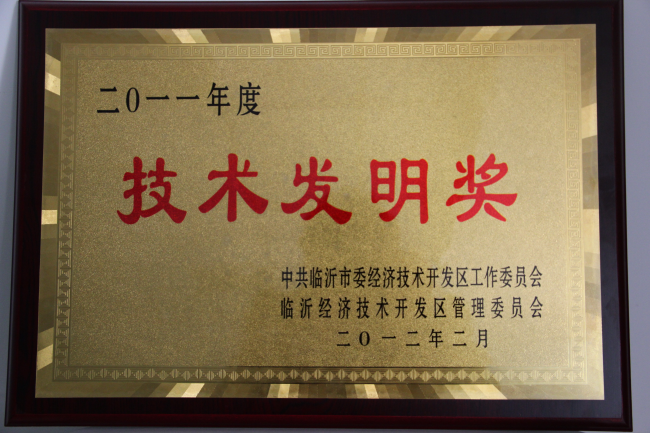 二〇一一年度
技术发明奖
中共临沂市委经济技术开发区工作委员会
临沂经济技术开发区管理委员会
二〇一二年二月